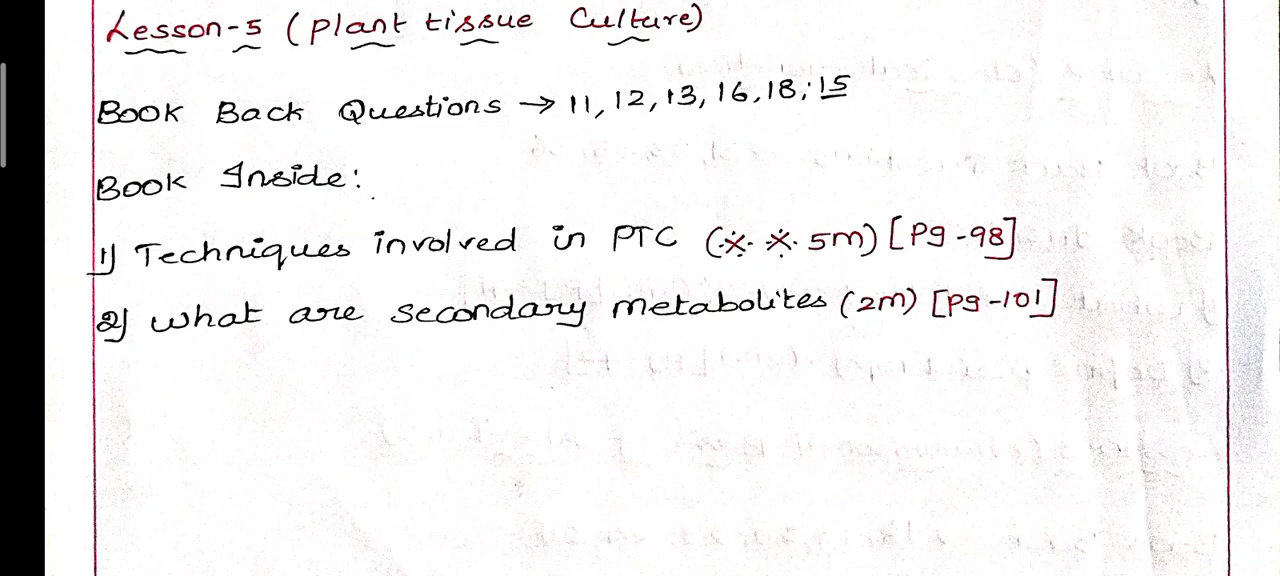 Lesson-5 (plant tissue Culture)
Book Back Questions → 11, 12, 13, 16, 18, 15
Book Inside:
1) Techniques involved in PTC (※ ※ 5m) [Pg-98]
2) what are secondary metabolites (2m) [Pg-101]